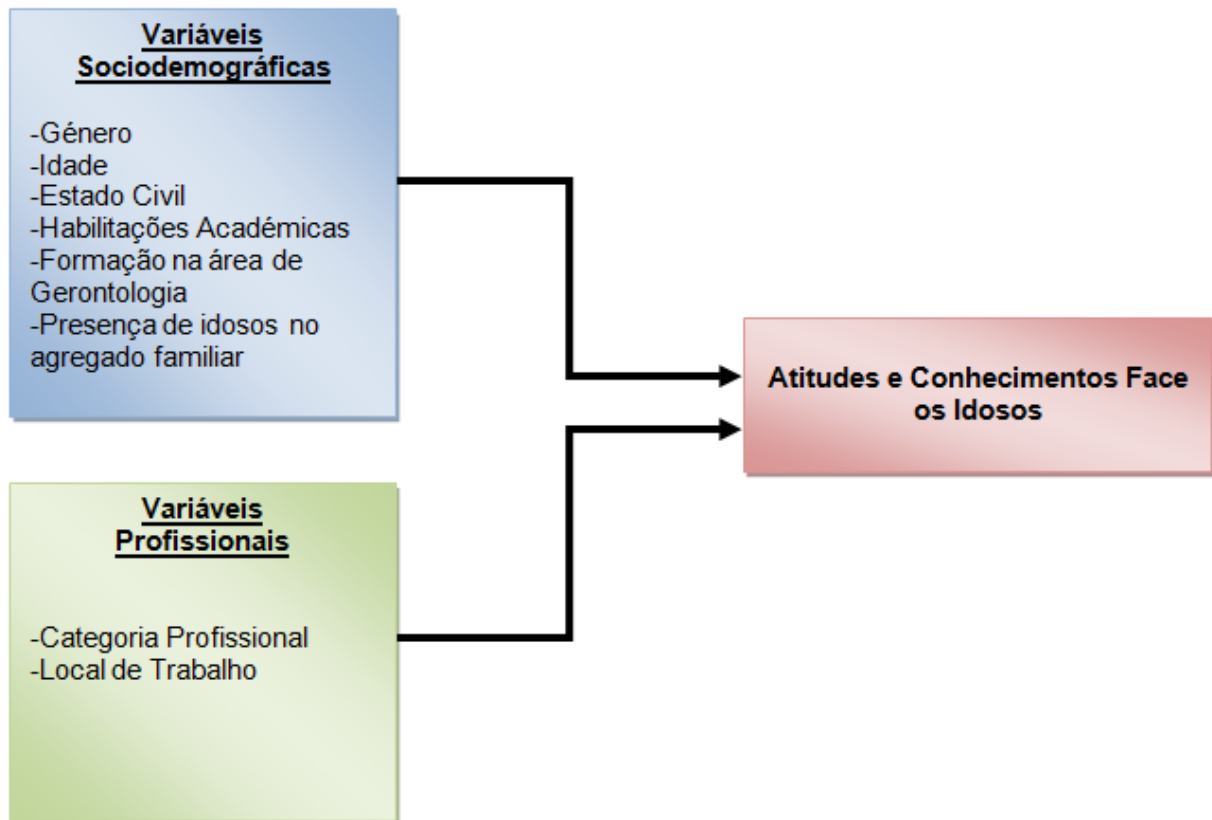 Variáveis
Sociodemográficas
-Género
-Idade
-Estado Civil
-Habilitações Académicas
-Formação na área de
Gerontologia
-Presença de idosos no
agregado familiar
Atitudes e Conhecimentos Face
os Idosos
Variáveis
Profissionais
-Categoria Profissional
-Local de Trabalho